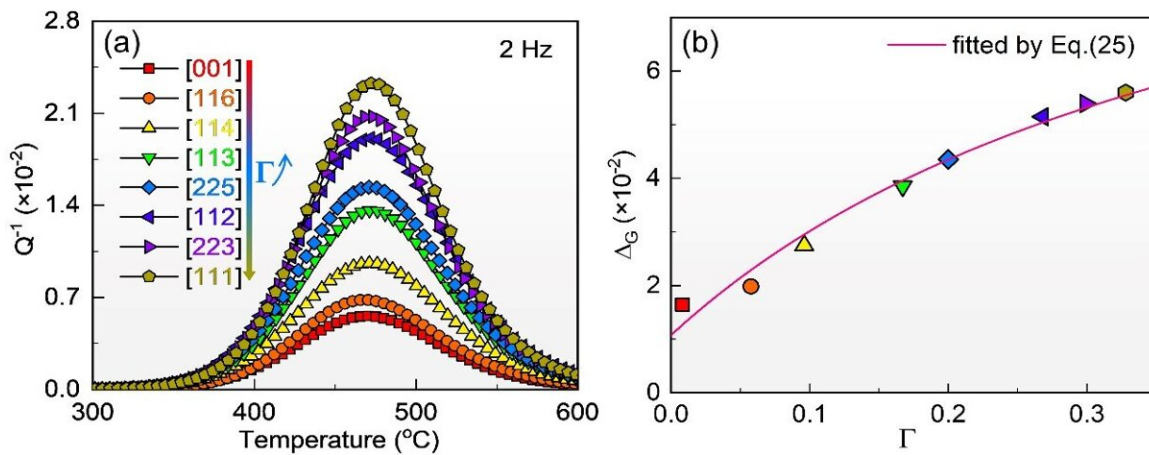 (a)
2 Hz
[001]
[116]
[114]
[113]
[225]
[112]
[223]
[111]
Γ
2.8
2.1
1.4
0.7
0.0
Q⁻¹ (×10⁻²)
300 400 500 600
Temperature (°C)
(b)
fitted by Eq.(25)
6
4
2
0
Δ_G (×10⁻²)
0.0 0.1 0.2 0.3
Γ